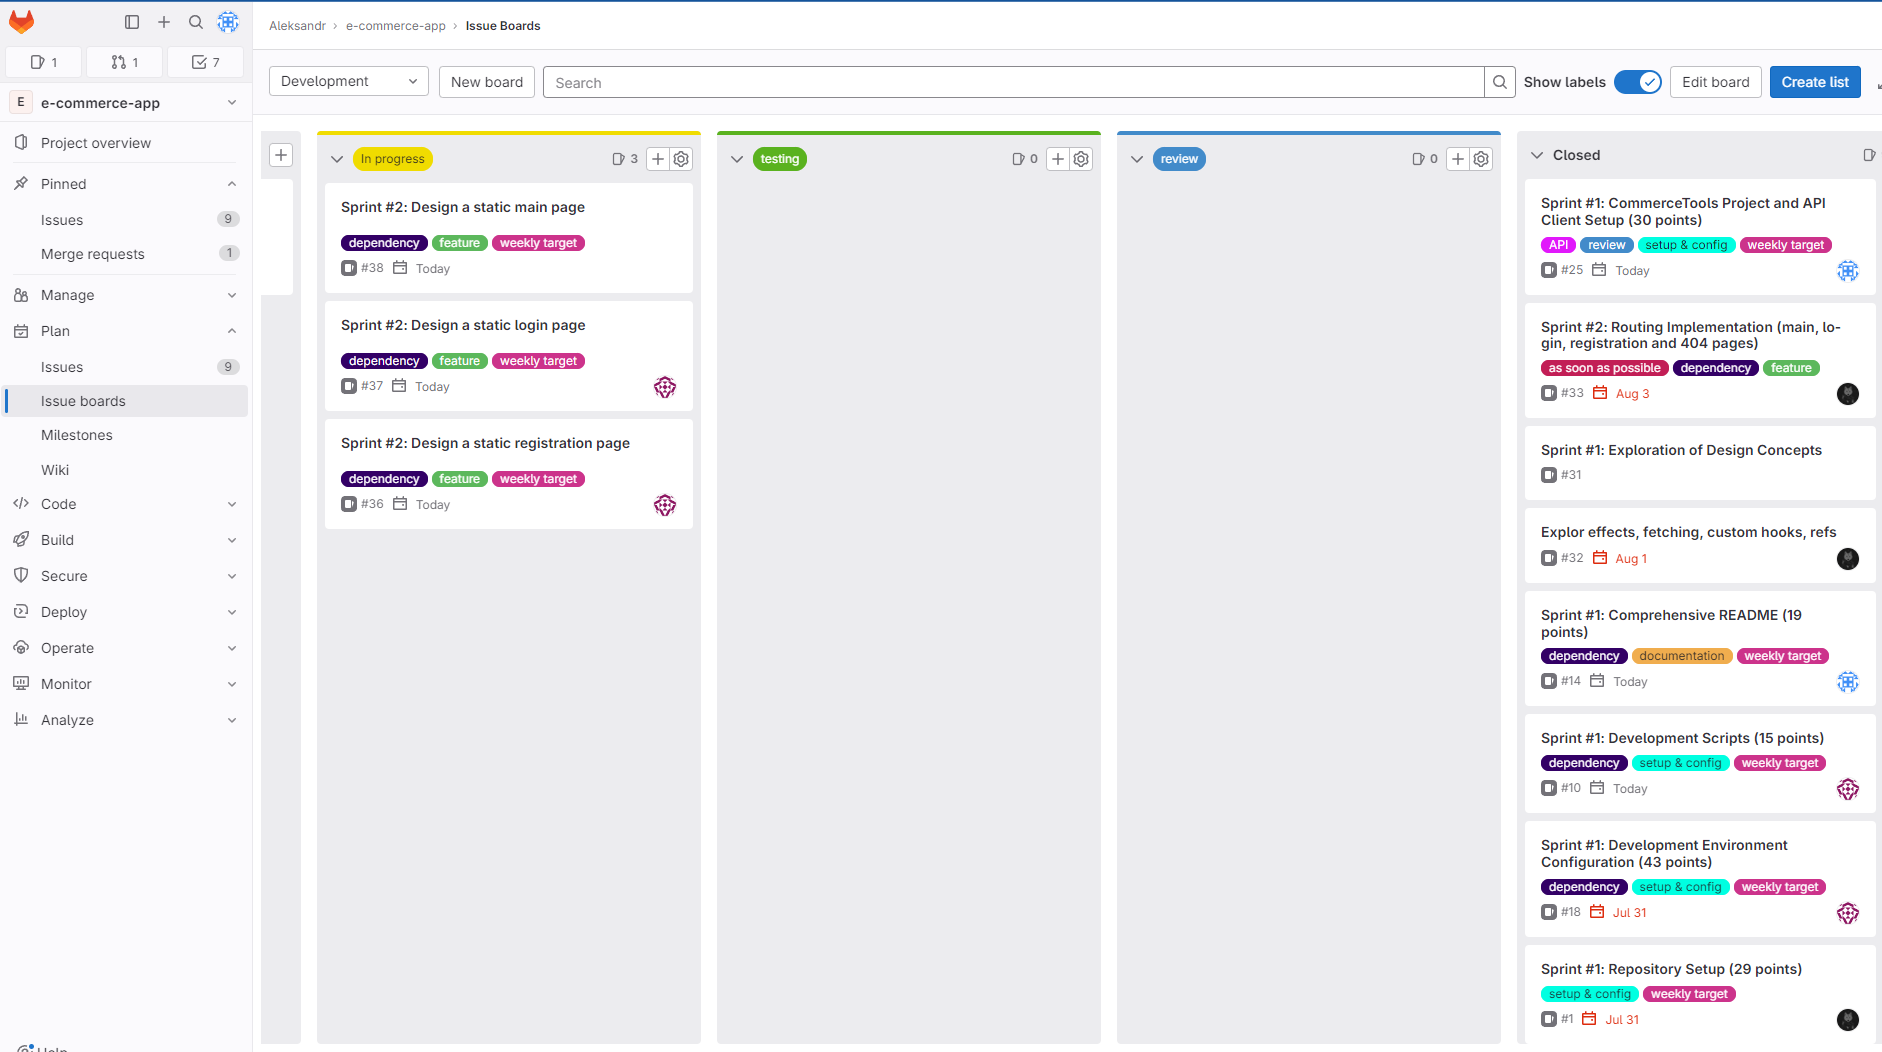 Aleksandr › e-commerce-app › Issue Boards
1
1
7
E e-commerce-app
Project overview
Pinned
Issues 9
Merge requests 1
Manage
Plan
Issues 9
Issue boards
Milestones
Wiki
Code
Build
Secure
Deploy
Operate
Monitor
Analyze
Help
Development
New board
Search
Show labels
Edit board
Create list
In progress 3
Sprint #2: Design a static main page
dependency feature weekly target
#38 Today
Sprint #2: Design a static login page
dependency feature weekly target
#37 Today
Sprint #2: Design a static registration page
dependency feature weekly target
#36 Today
testing 0
review 0
Closed
Sprint #1: CommerceTools Project and API
Client Setup (30 points)
API review setup & config weekly target
#25 Today
Sprint #2: Routing Implementation (main, lo-
gin, registration and 404 pages)
as soon as possible dependency feature
#33 Aug 3
Sprint #1: Exploration of Design Concepts
#31
Explor effects, fetching, custom hooks, refs
#32 Aug 1
Sprint #1: Comprehensive README (19
points)
dependency documentation weekly target
#14 Today
Sprint #1: Development Scripts (15 points)
dependency setup & config weekly target
#10 Today
Sprint #1: Development Environment
Configuration (43 points)
dependency setup & config weekly target
#18 Jul 31
Sprint #1: Repository Setup (29 points)
setup & config weekly target
#1 Jul 31